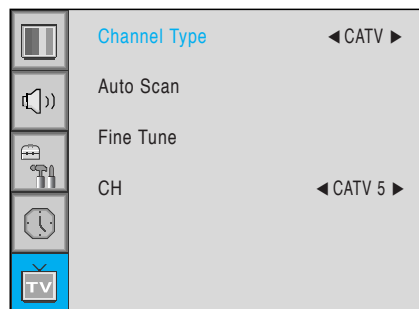 Channel Type ◀ CATV ▶
Auto Scan
Fine Tune
CH ◀ CATV 5 ▶
TV